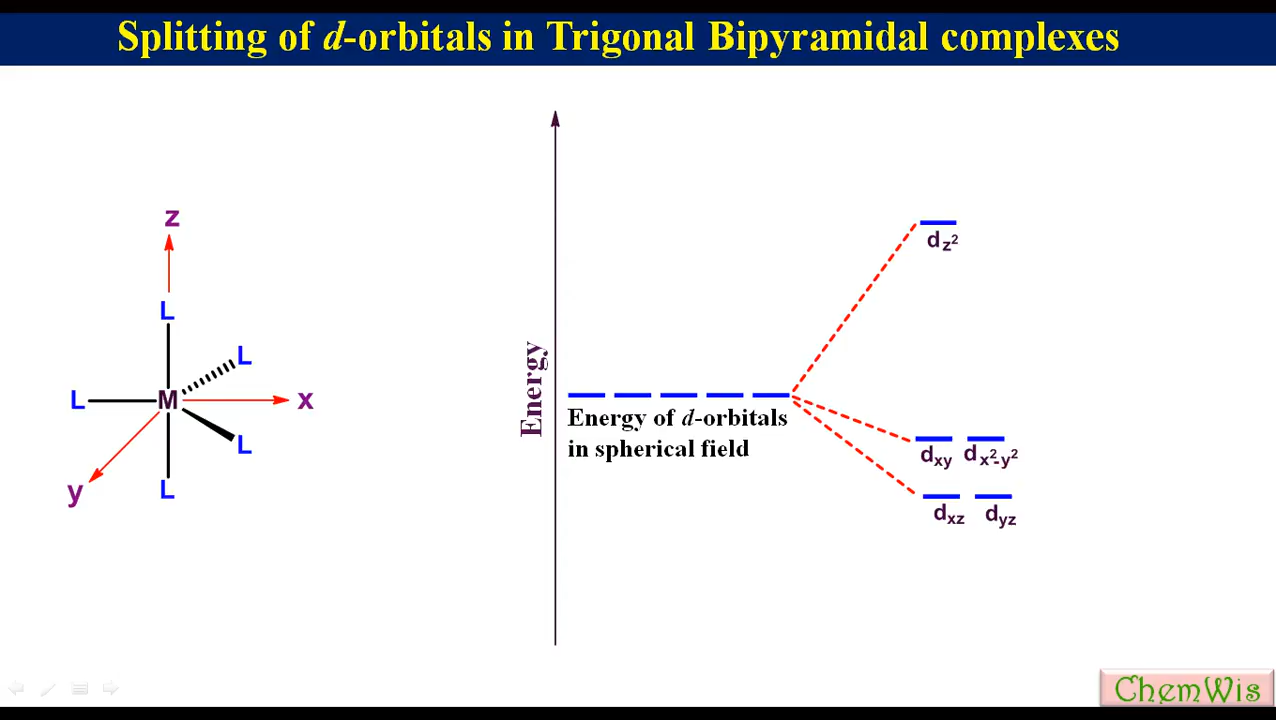 Splitting of d-orbitals in Trigonal Bipyramidal complexes
z
L
L
L
M
x
L
y
L
Energy
Energy of d-orbitals
in spherical field
dz²
dxy dx²-y²
dxz dyz
ChemWis